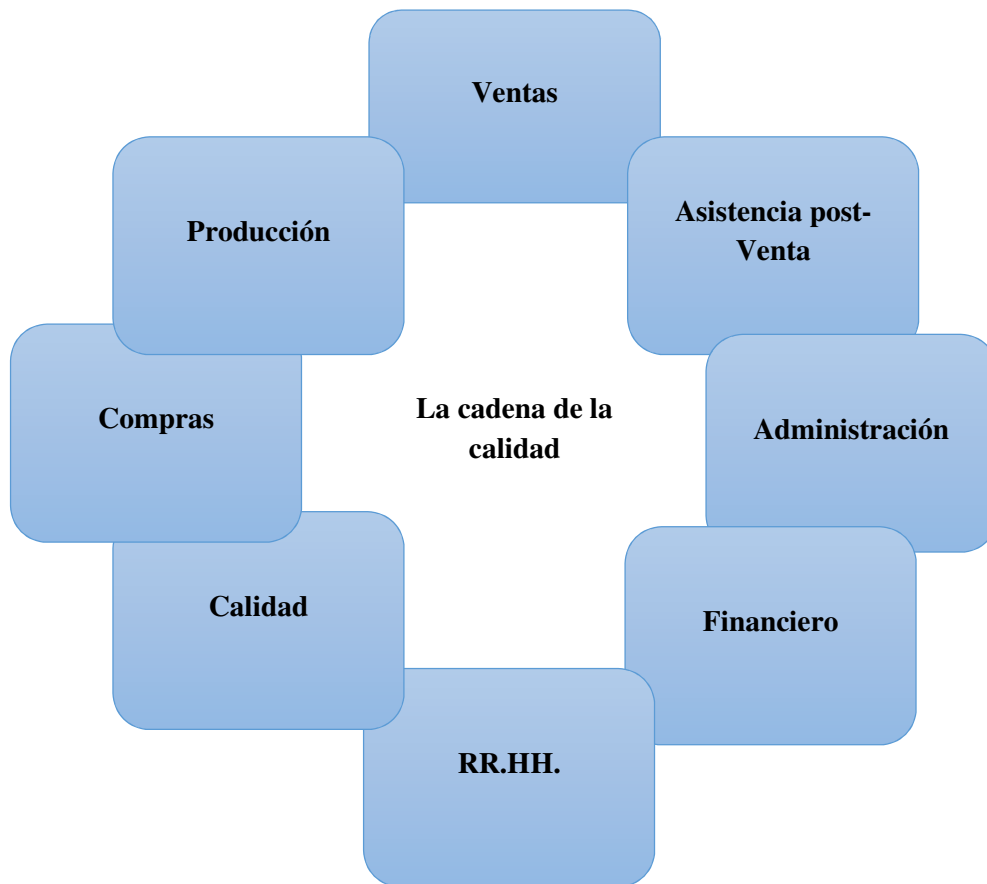 Ventas
Asistencia post-
Venta
Producción
La cadena de la
calidad
Compras
Administración
Calidad
Financiero
RR.HH.